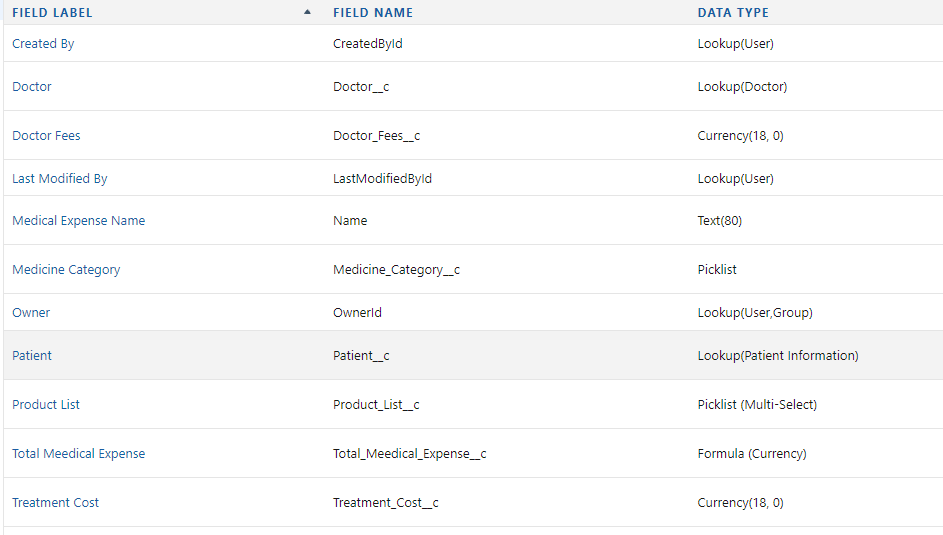 FIELD LABEL FIELD NAME DATA TYPE
Created By CreatedById Lookup(User)
Doctor Doctor__c Lookup(Doctor)
Doctor Fees Doctor_Fees__c Currency(18, 0)
Last Modified By LastModifiedById Lookup(User)
Medical Expense Name Name Text(80)
Medicine Category Medicine_Category__c Picklist
Owner OwnerId Lookup(User,Group)
Patient Patient__c Lookup(Patient Information)
Product List Product_List__c Picklist (Multi-Select)
Total Meedical Expense Total_Meedical_Expense__c Formula (Currency)
Treatment Cost Treatment_Cost__c Currency(18, 0)